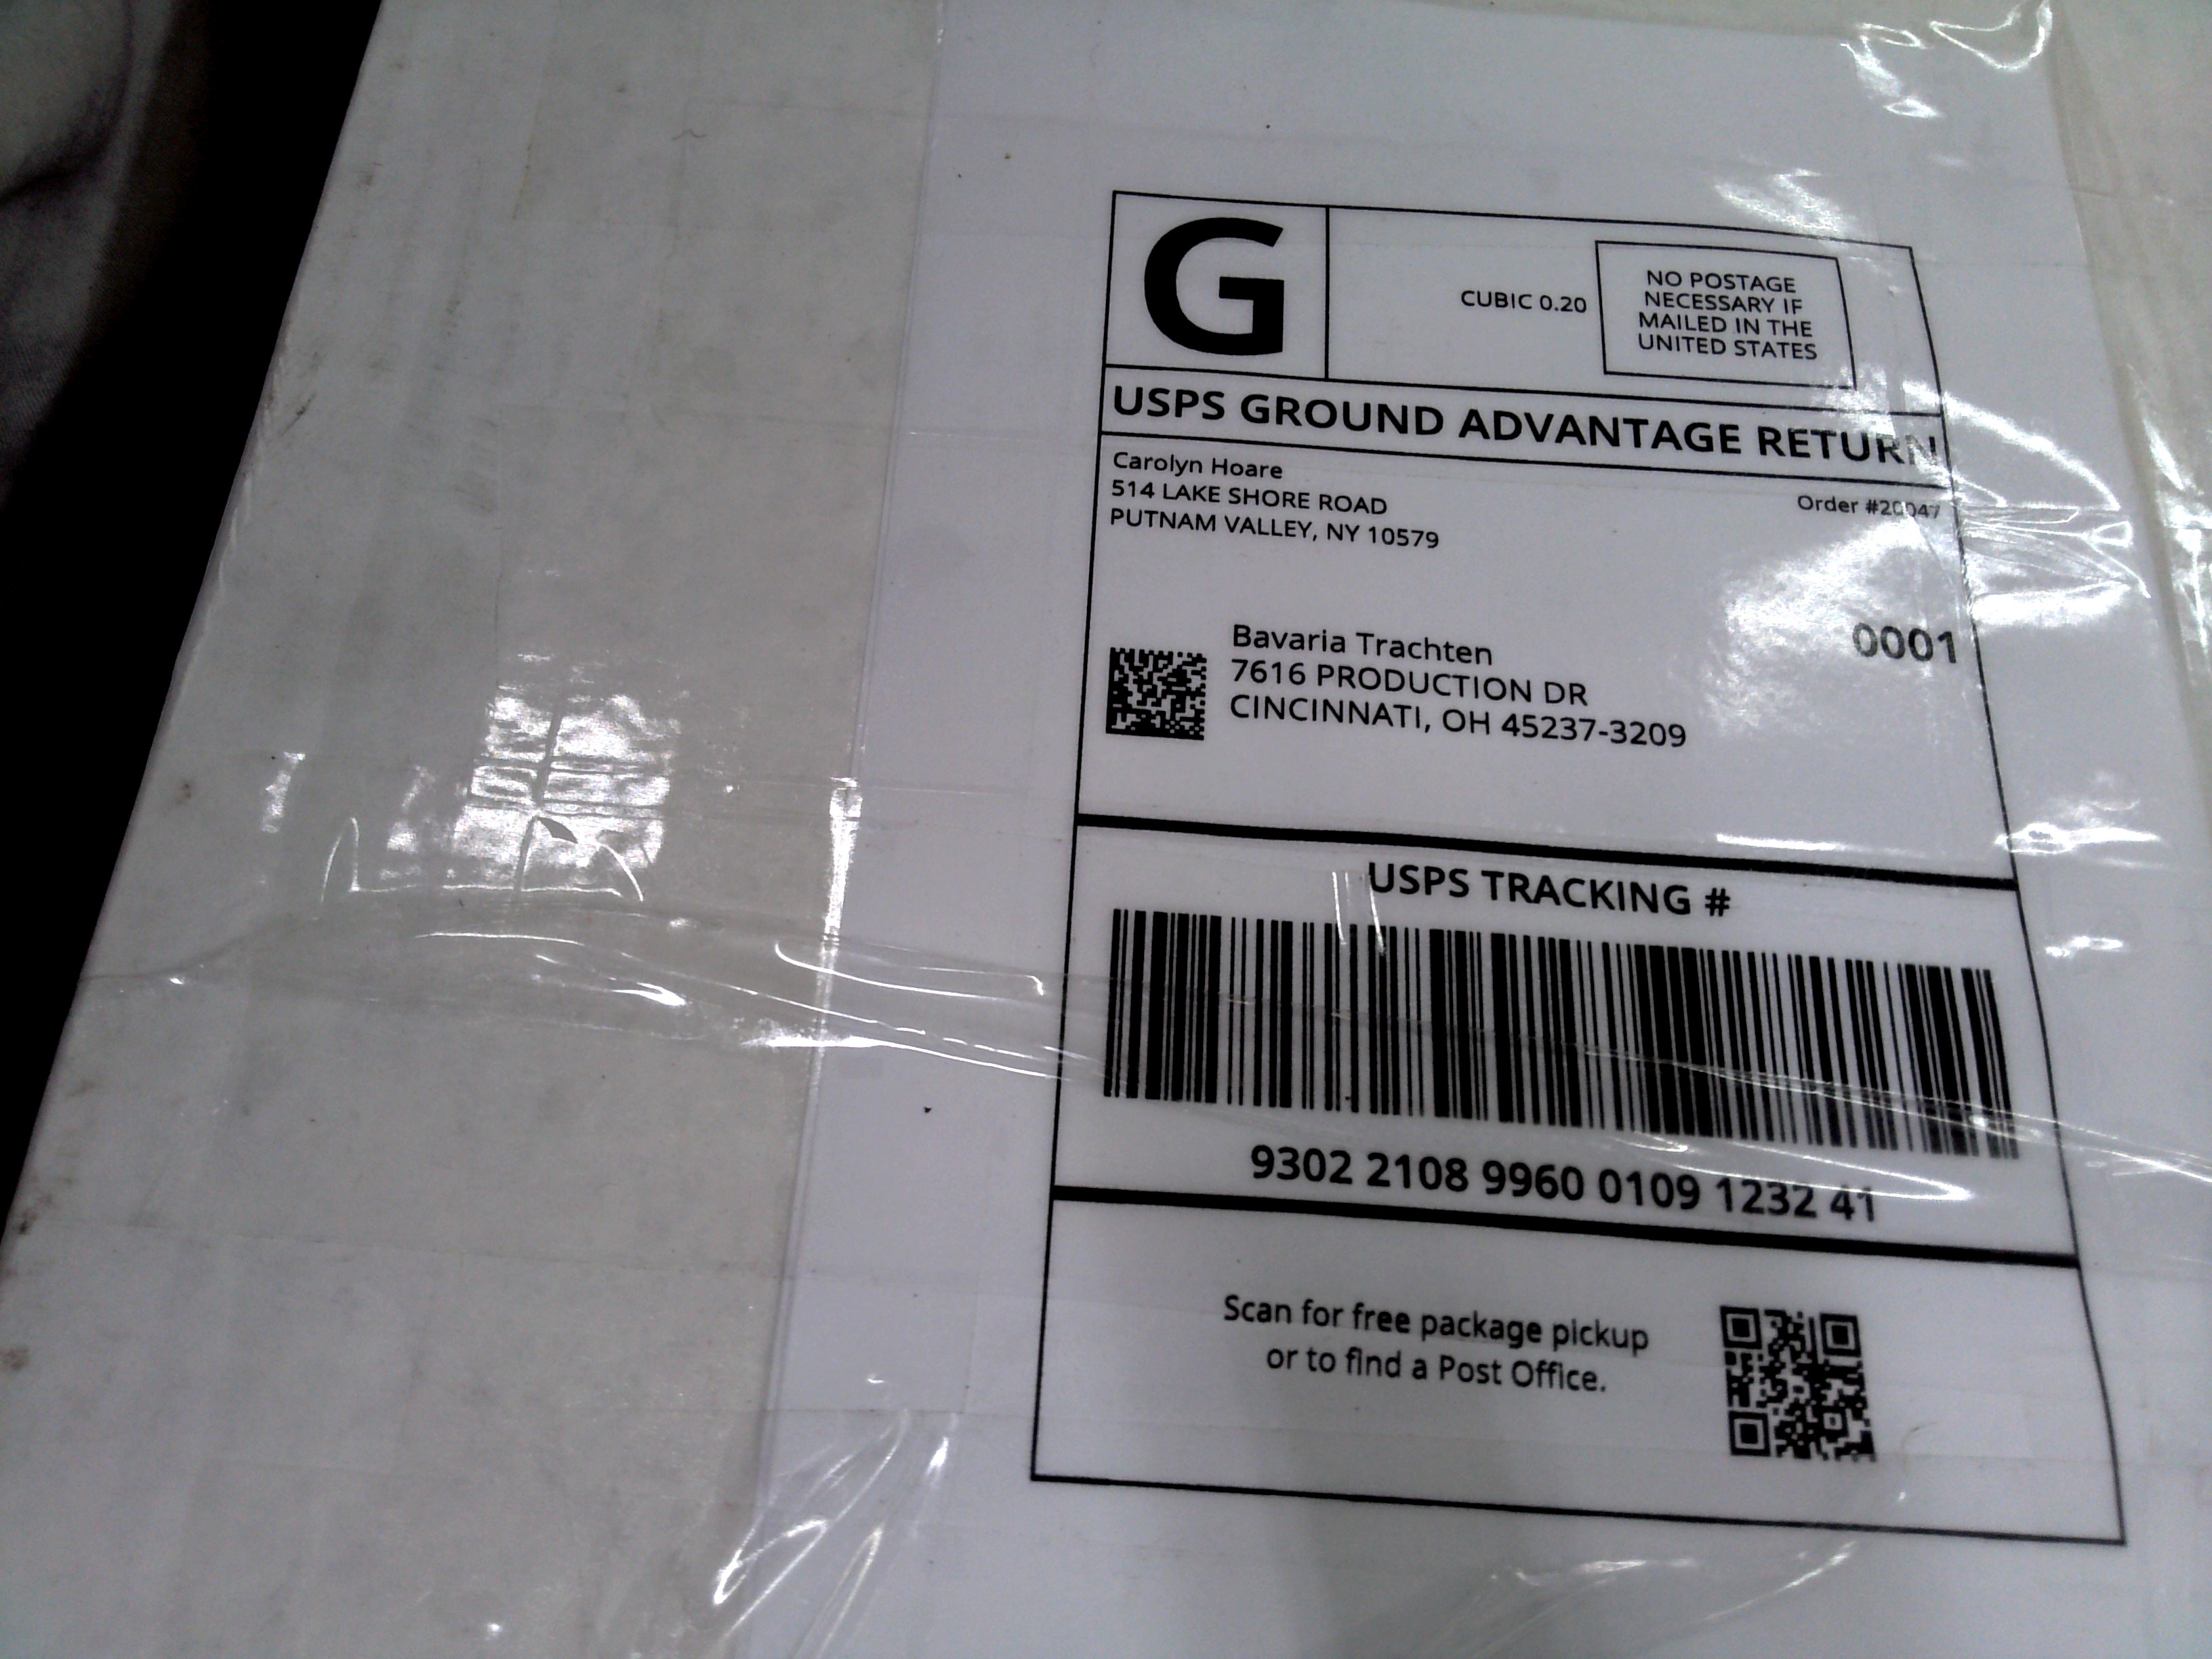 G
CUBIC 0.20
NO POSTAGE
NECESSARY IF
MAILED IN THE
UNITED STATES
USPS GROUND ADVANTAGE RETURN
Carolyn Hoare
514 LAKE SHORE ROAD
PUTNAM VALLEY, NY 10579
Order #20047
0001
Bavaria Trachten
7616 PRODUCTION DR
CINCINNATI, OH 45237-3209
USPS TRACKING #
9302 2108 9960 0109 1232 41
Scan for free package pickup
or to find a Post Office.